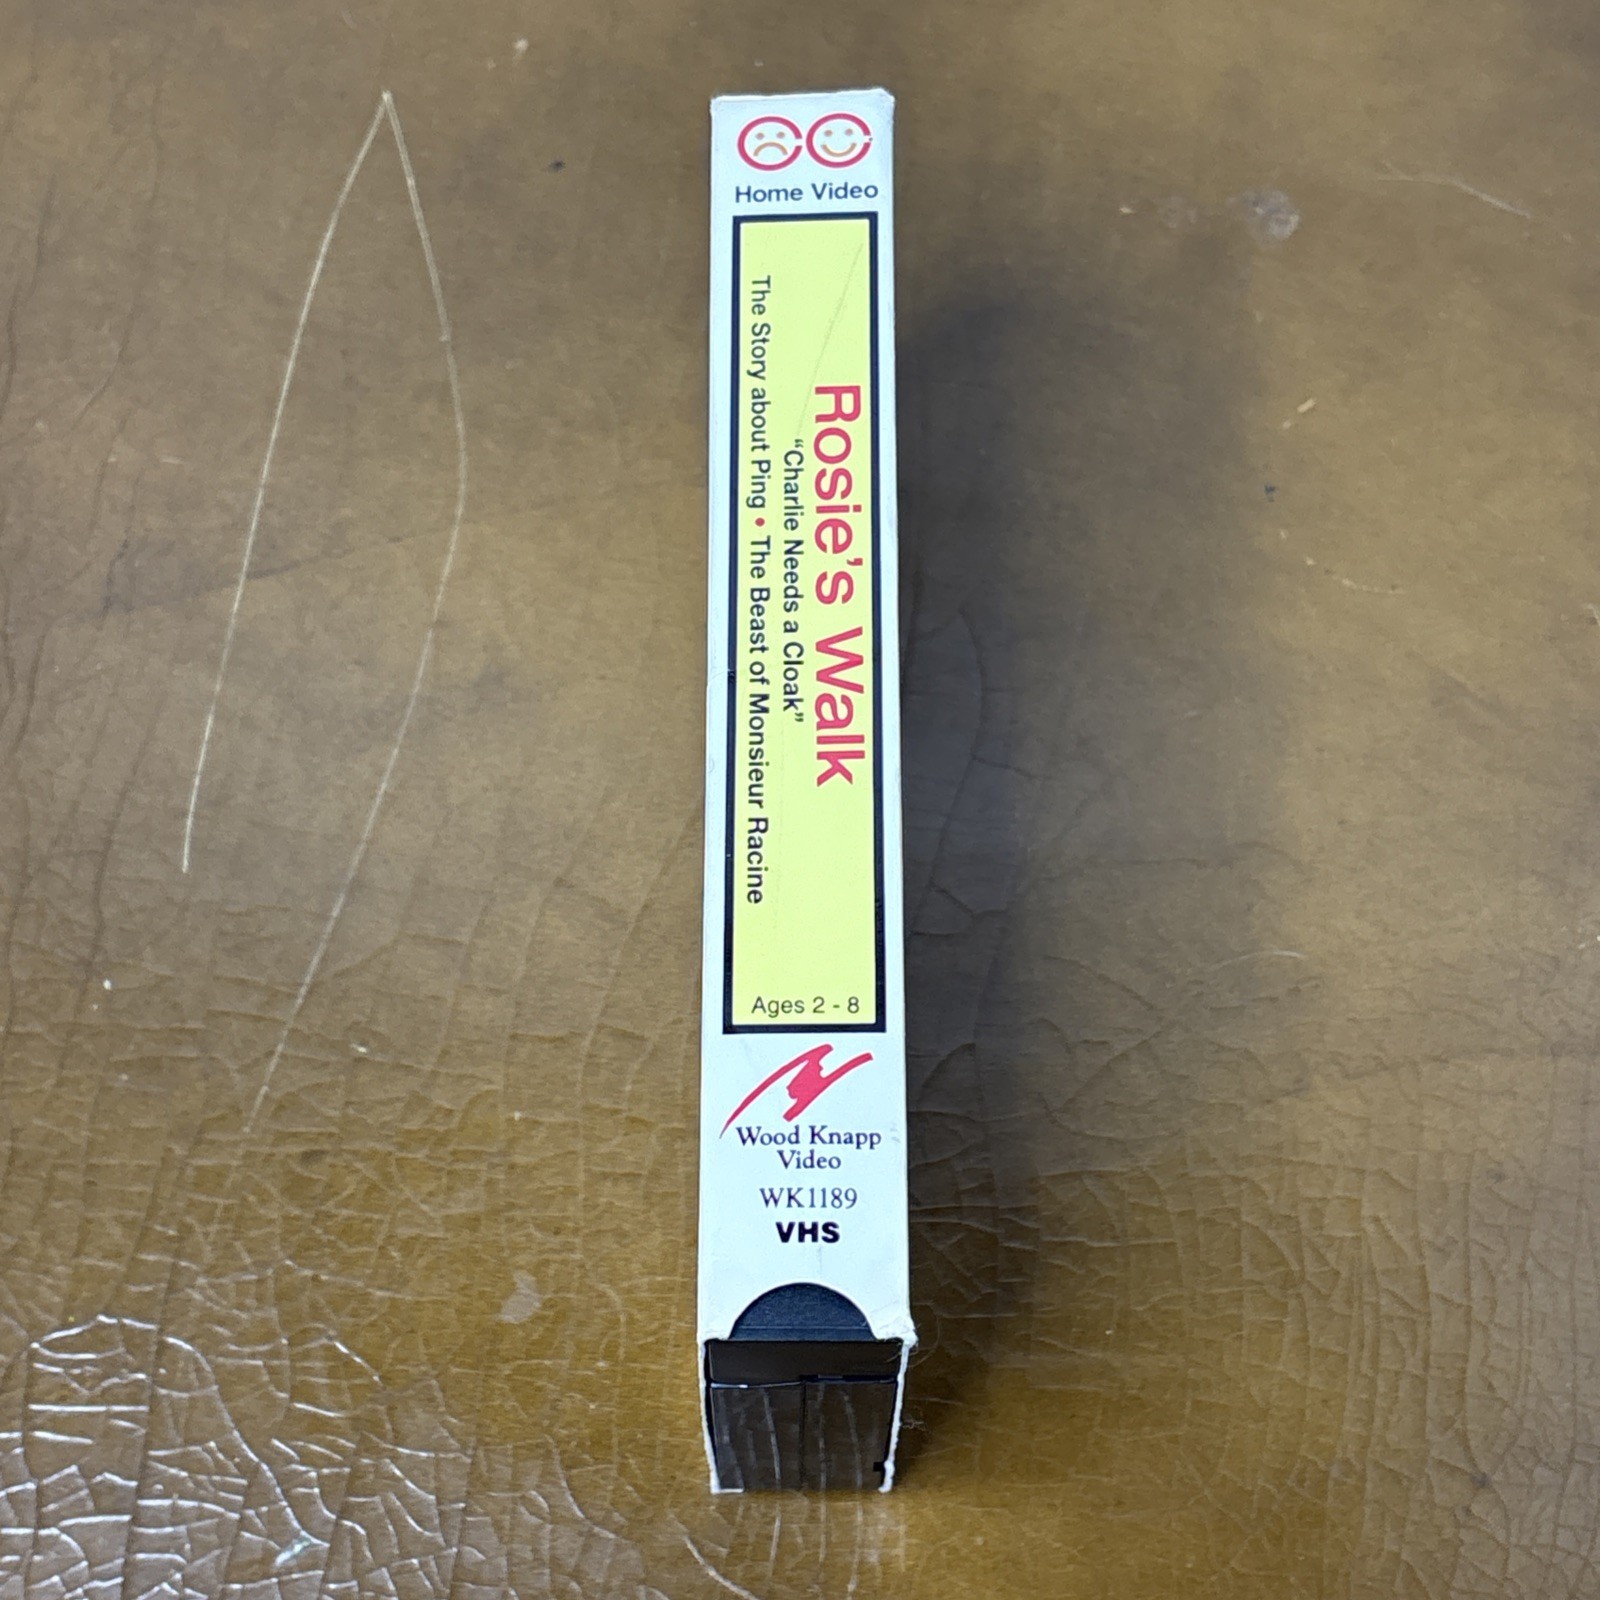 Home Video
Rosie's Walk
"Charlie Needs a Cloak"
The Story about Ping • The Beast of Monsieur Racine
Ages 2 - 8
Wood Knapp
Video
WK1189
VHS